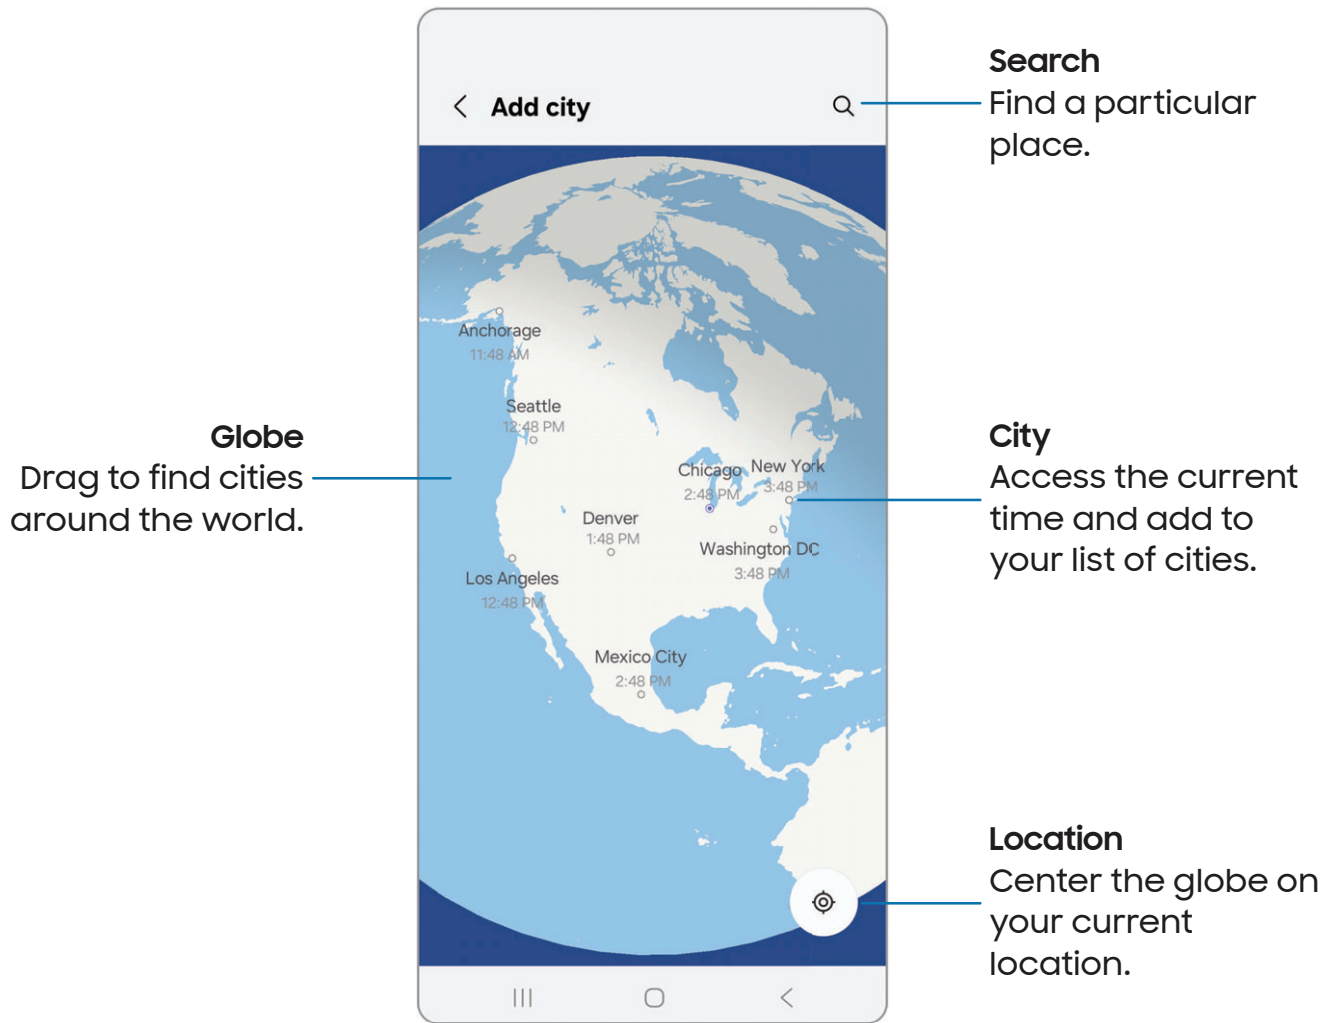 Add city
Search
Find a particular
place.
Anchorage
11:48 AM
Seattle
12:48 PM
Globe
Drag to find cities
around the world.
Chicago
2:48 PM
New York
3:48 PM
City
Access the current
time and add to
your list of cities.
Denver
1:48 PM
Washington DC
3:48 PM
Los Angeles
12:48 PM
Mexico City
2:48 PM
Location
Center the globe on
your current
location.